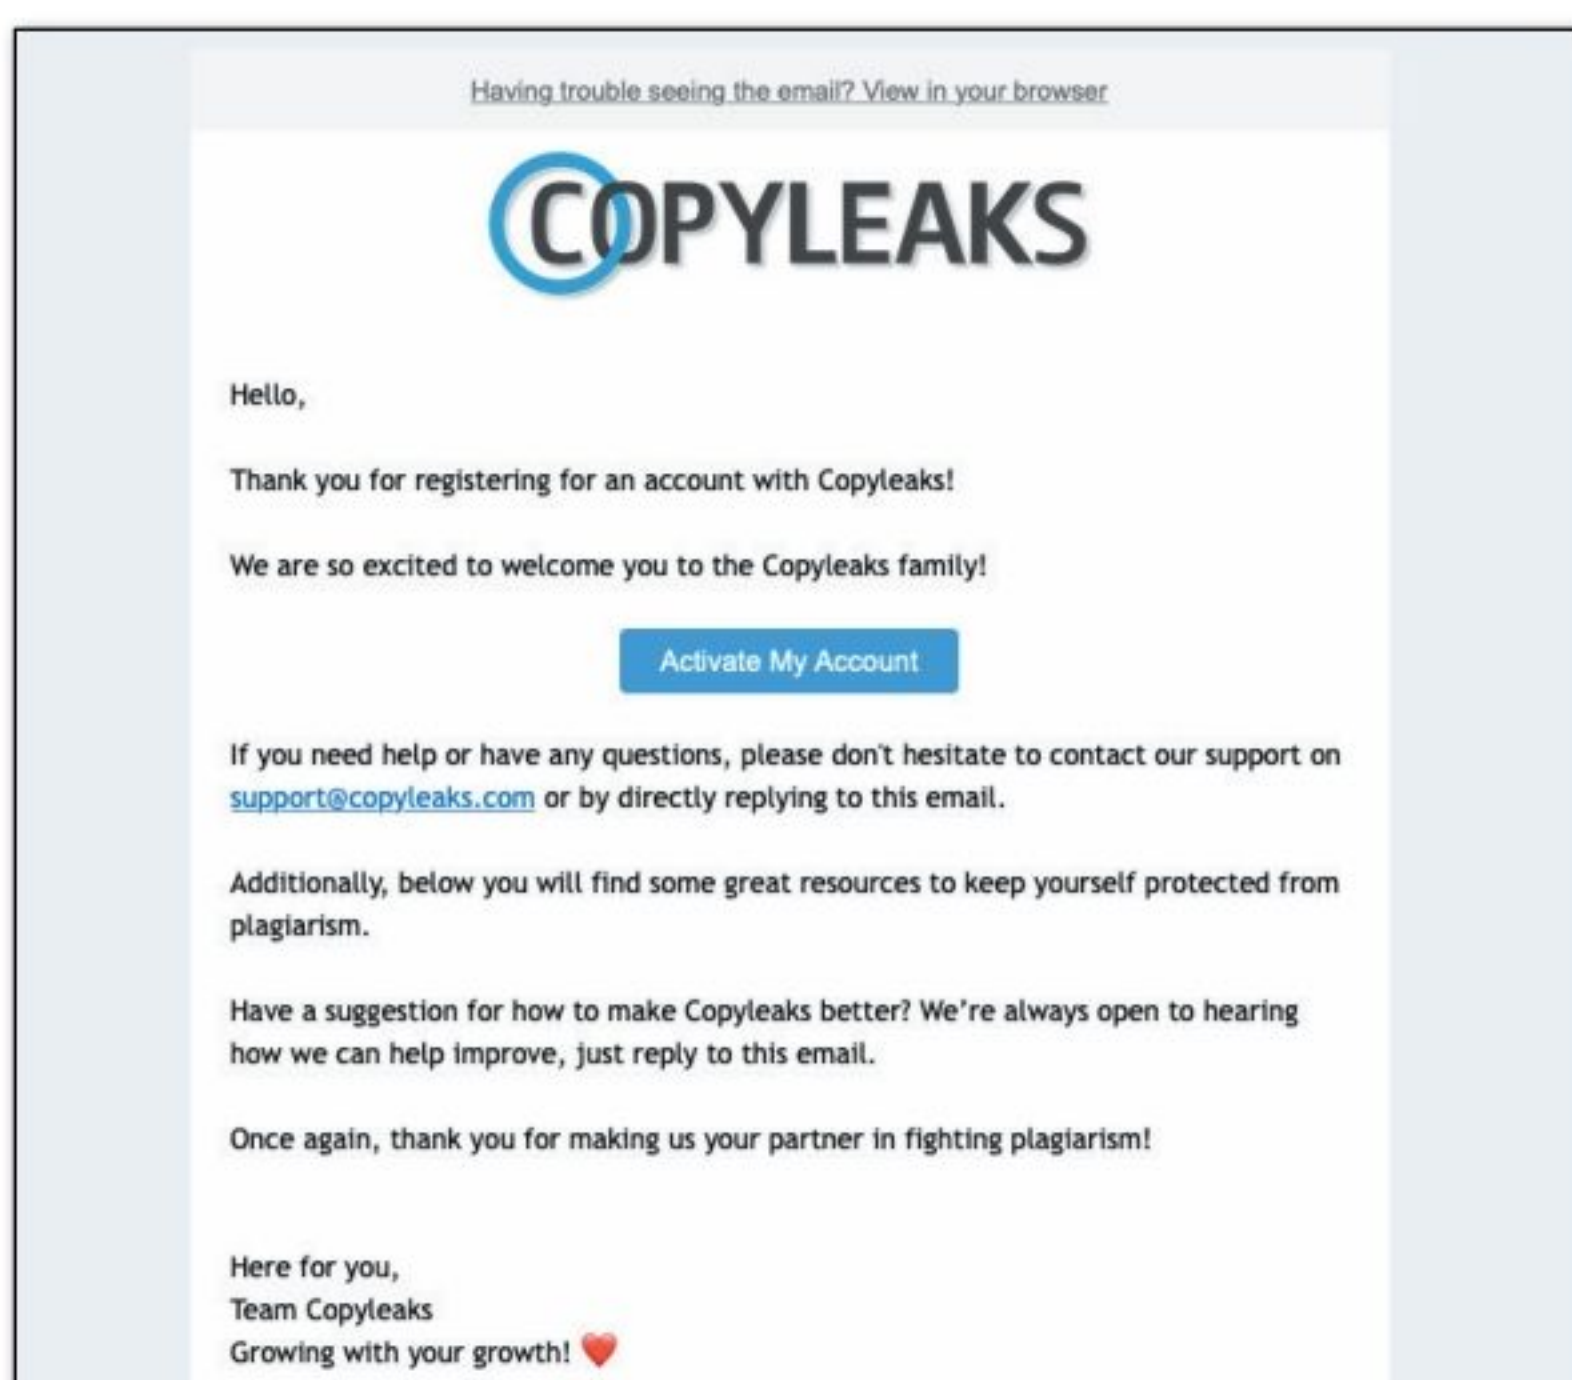 Having trouble seeing the email? View in your browser
COPYLEAKS
Hello,
Thank you for registering for an account with Copyleaks!
We are so excited to welcome you to the Copyleaks family!
Activate My Account
If you need help or have any questions, please don't hesitate to contact our support on
support@copyleaks.com or by directly replying to this email.
Additionally, below you will find some great resources to keep yourself protected from
plagiarism.
Have a suggestion for how to make Copyleaks better? We’re always open to hearing
how we can help improve, just reply to this email.
Once again, thank you for making us your partner in fighting plagiarism!
Here for you,
Team Copyleaks
Growing with your growth! ❤️